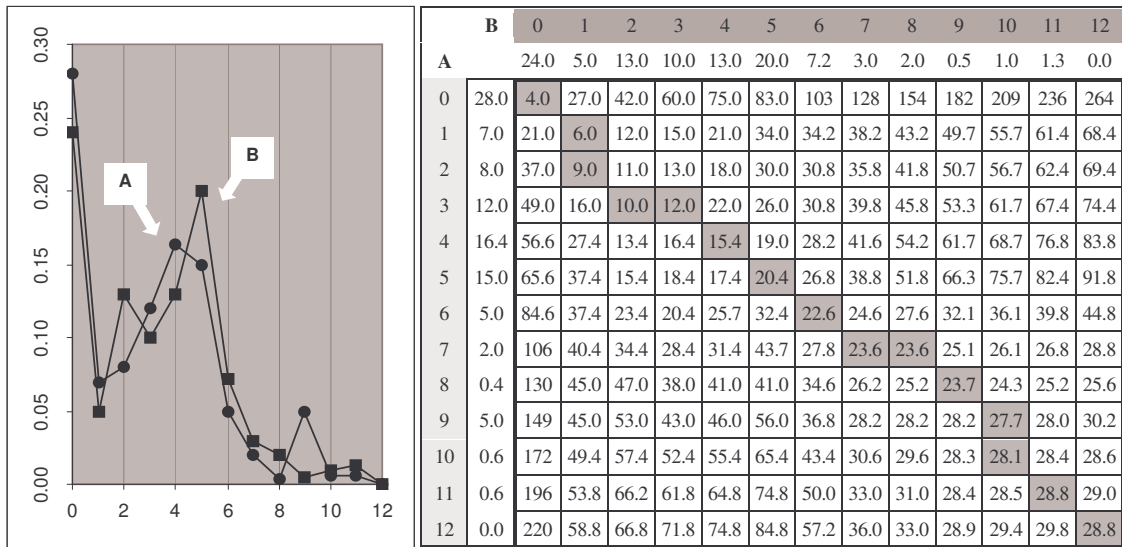 0.30
0.25
0.20
0.15
0.10
0.05
0.00
A
B
0 2 4 6 8 10 12
B 0 1 2 3 4 5 6 7 8 9 10 11 12
A 24.0 5.0 13.0 10.0 13.0 20.0 7.2 3.0 2.0 0.5 1.0 1.3 0.0
0 28.0 4.0 27.0 42.0 60.0 75.0 83.0 103 128 154 182 209 236 264
1 7.0 21.0 6.0 12.0 15.0 21.0 34.0 34.2 38.2 43.2 49.7 55.7 61.4 68.4
2 8.0 37.0 9.0 11.0 13.0 18.0 30.0 30.8 35.8 41.8 50.7 56.7 62.4 69.4
3 12.0 49.0 16.0 10.0 12.0 22.0 26.0 30.8 39.8 45.8 53.3 61.7 67.4 74.4
4 16.4 56.6 27.4 13.4 16.4 15.4 19.0 28.2 41.6 54.2 61.7 68.7 76.8 83.8
5 15.0 65.6 37.4 15.4 18.4 17.4 20.4 26.8 38.8 51.8 66.3 75.7 82.4 91.8
6 5.0 84.6 37.4 23.4 20.4 25.7 32.4 22.6 24.6 27.6 32.1 36.1 39.8 44.8
7 2.0 106 40.4 34.4 28.4 31.4 43.7 27.8 23.6 23.6 25.1 26.1 26.8 28.8
8 0.4 130 45.0 47.0 38.0 41.0 41.0 34.6 26.2 25.2 23.7 24.3 25.2 25.6
9 5.0 149 45.0 53.0 43.0 46.0 56.0 36.8 28.2 28.2 28.2 27.7 28.0 30.2
10 0.6 172 49.4 57.4 52.4 55.4 65.4 43.4 30.6 29.6 28.3 28.1 28.4 28.6
11 0.6 196 53.8 66.2 61.8 64.8 74.8 50.0 33.0 31.0 28.4 28.5 28.8 29.0
12 0.0 220 58.8 66.8 71.8 74.8 84.8 57.2 36.0 33.0 28.9 29.4 29.8 28.8